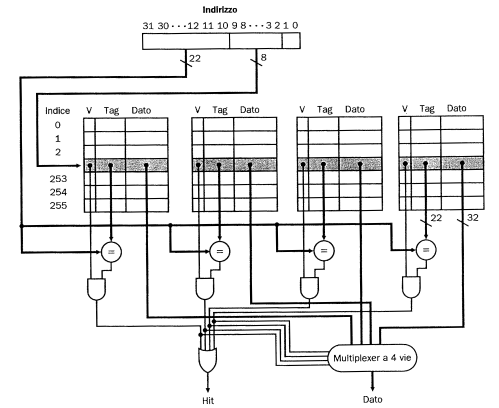 Indirizzo
31 30 · · · 12 11 10 9 8 · · · 3 2 1 0
22
8
Indice
V Tag Dato
V Tag Dato
V Tag Dato
V Tag Dato
0
1
2
253
254
255
22
32
=
=
=
=
Multiplexer a 4 vie
Hit
Dato